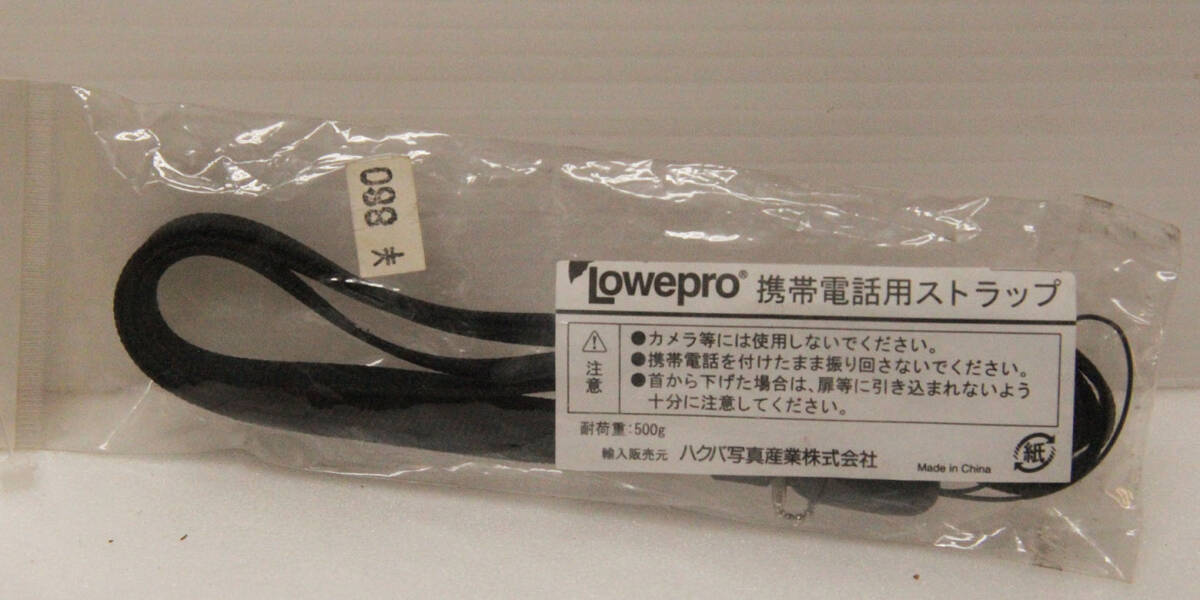 088 ﾎ
Lowepro® 携帯電話用ストラップ
⚠ 注意
●カメラ等には使用しないでください。
●携帯電話を付けたまま振り回さないでください。
●首から下げた場合は、扉等に引き込まれないよう
十分に注意してください。
耐荷重:500g
輸入販売元 ハクバ写真産業株式会社
Made in China
紙